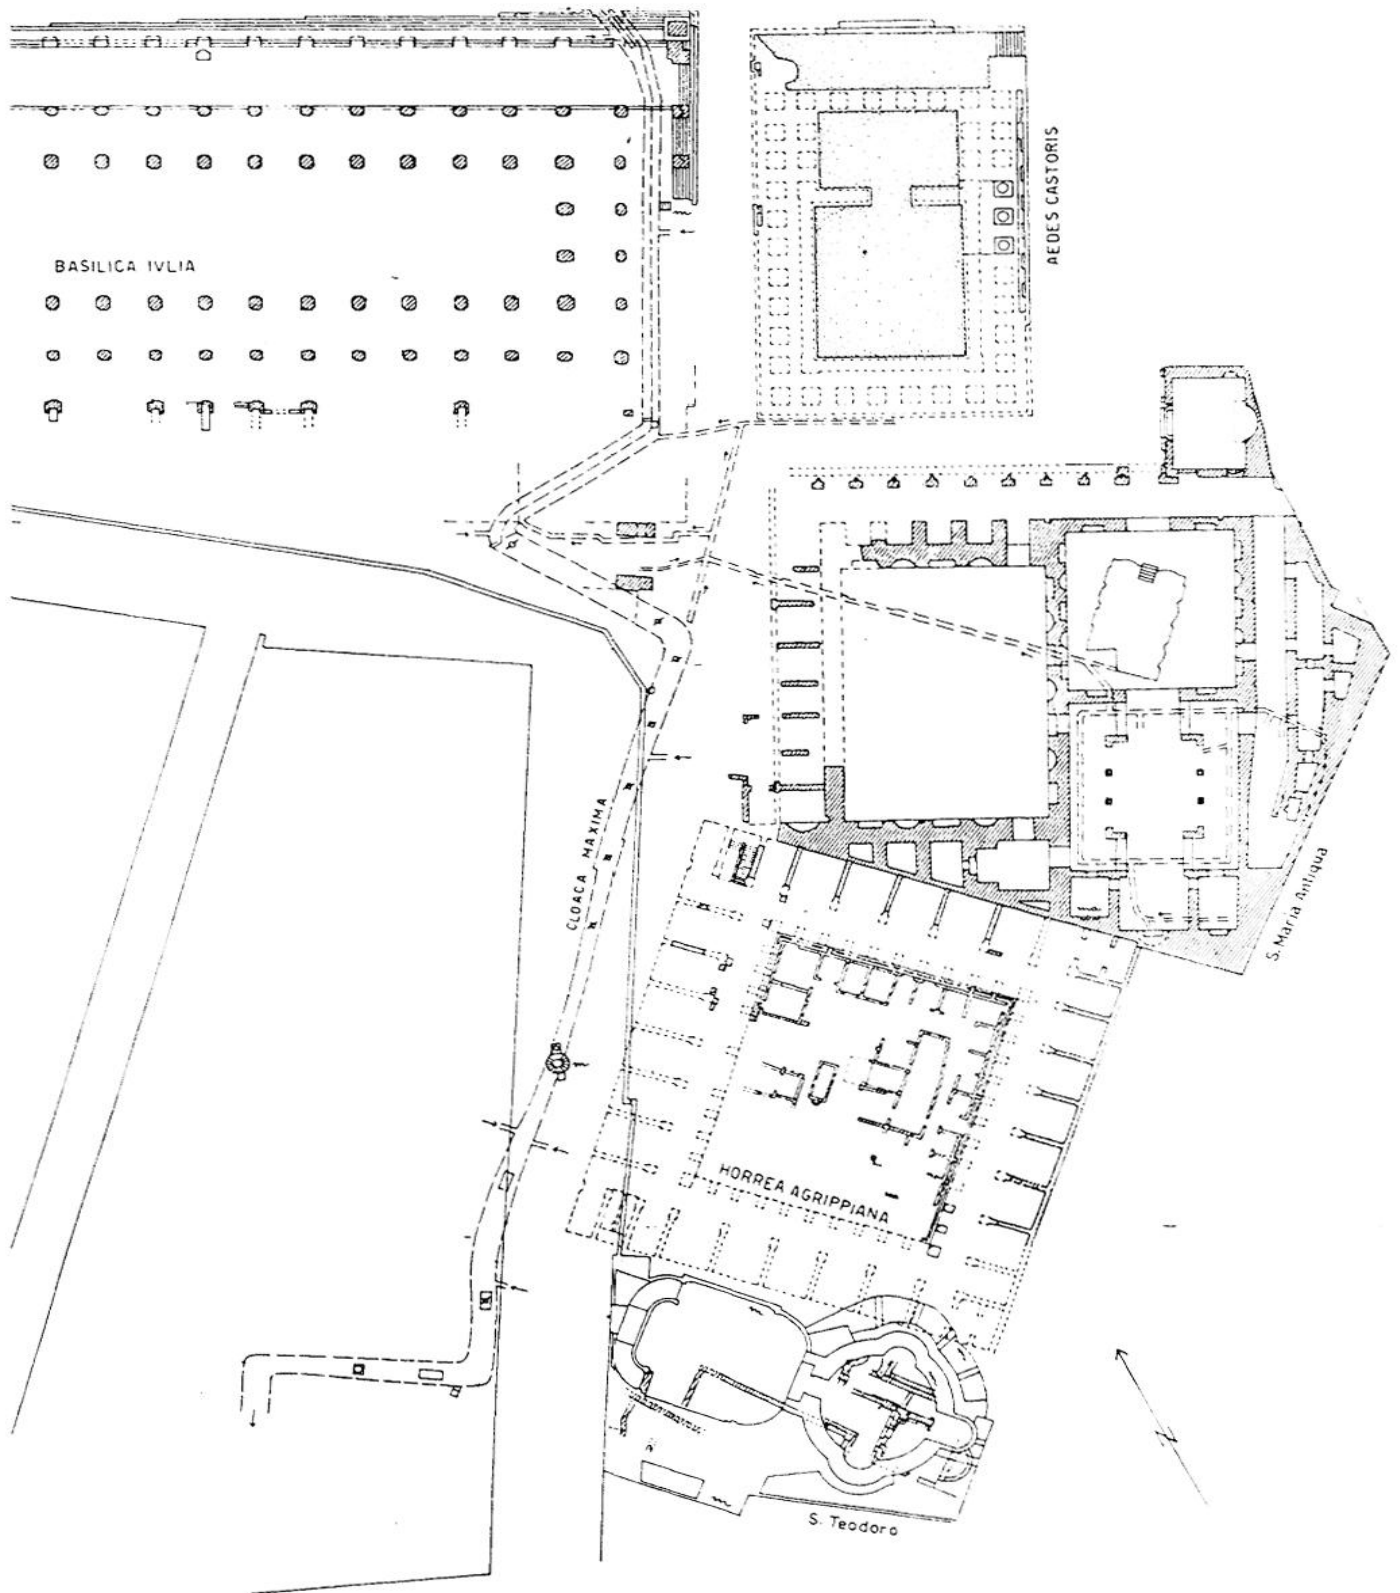 BASILICA IVLIA
AEDES CASTORIS
CLOACA MAXIMA
S. Maria Antiqua
HORREA AGRIPPIANA
S. Teodoro
N